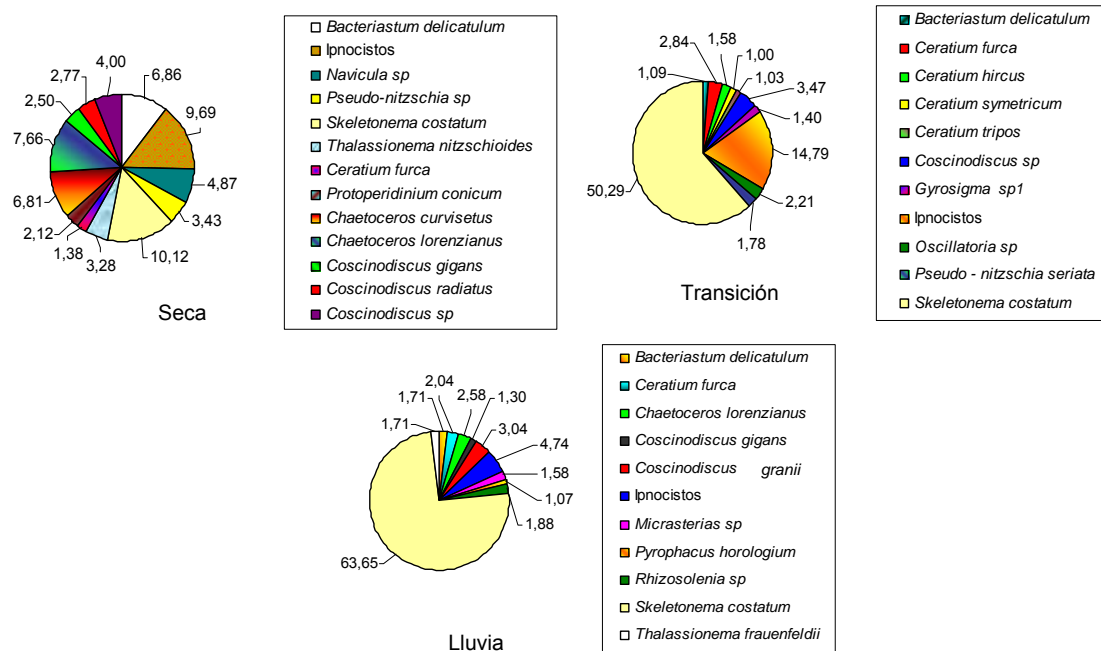 4,00
6,86
9,69
4,87
3,43
10,12
3,28
1,38
2,12
6,81
7,66
2,50
2,77
Seca
Bacteriastum delicatulum
Ipnocistos
Navicula sp
Pseudo-nitzschia sp
Skeletonema costatum
Thalassionema nitzschioides
Ceratium furca
Protoperidinium conicum
Chaetoceros curvisetus
Chaetoceros lorenzianus
Coscinodiscus gigans
Coscinodiscus radiatus
Coscinodiscus sp
1,09
2,84
1,58
1,00
1,03
3,47
1,40
14,79
2,21
1,78
50,29
Transición
Bacteriastum delicatulum
Ceratium furca
Ceratium hircus
Ceratium symetricum
Ceratium tripos
Coscinodiscus sp
Gyrosigma sp1
Ipnocistos
Oscillatoria sp
Pseudo - nitzschia seriata
Skeletonema costatum
1,71
1,71
2,04
2,58
1,30
3,04
4,74
1,58
1,07
1,88
63,65
Lluvia
Bacteriastum delicatulum
Ceratium furca
Chaetoceros lorenzianus
Coscinodiscus gigans
Coscinodiscus granii
Ipnocistos
Micrasterias sp
Pyrophacus horologium
Rhizosolenia sp
Skeletonema costatum
Thalassionema frauenfeldii